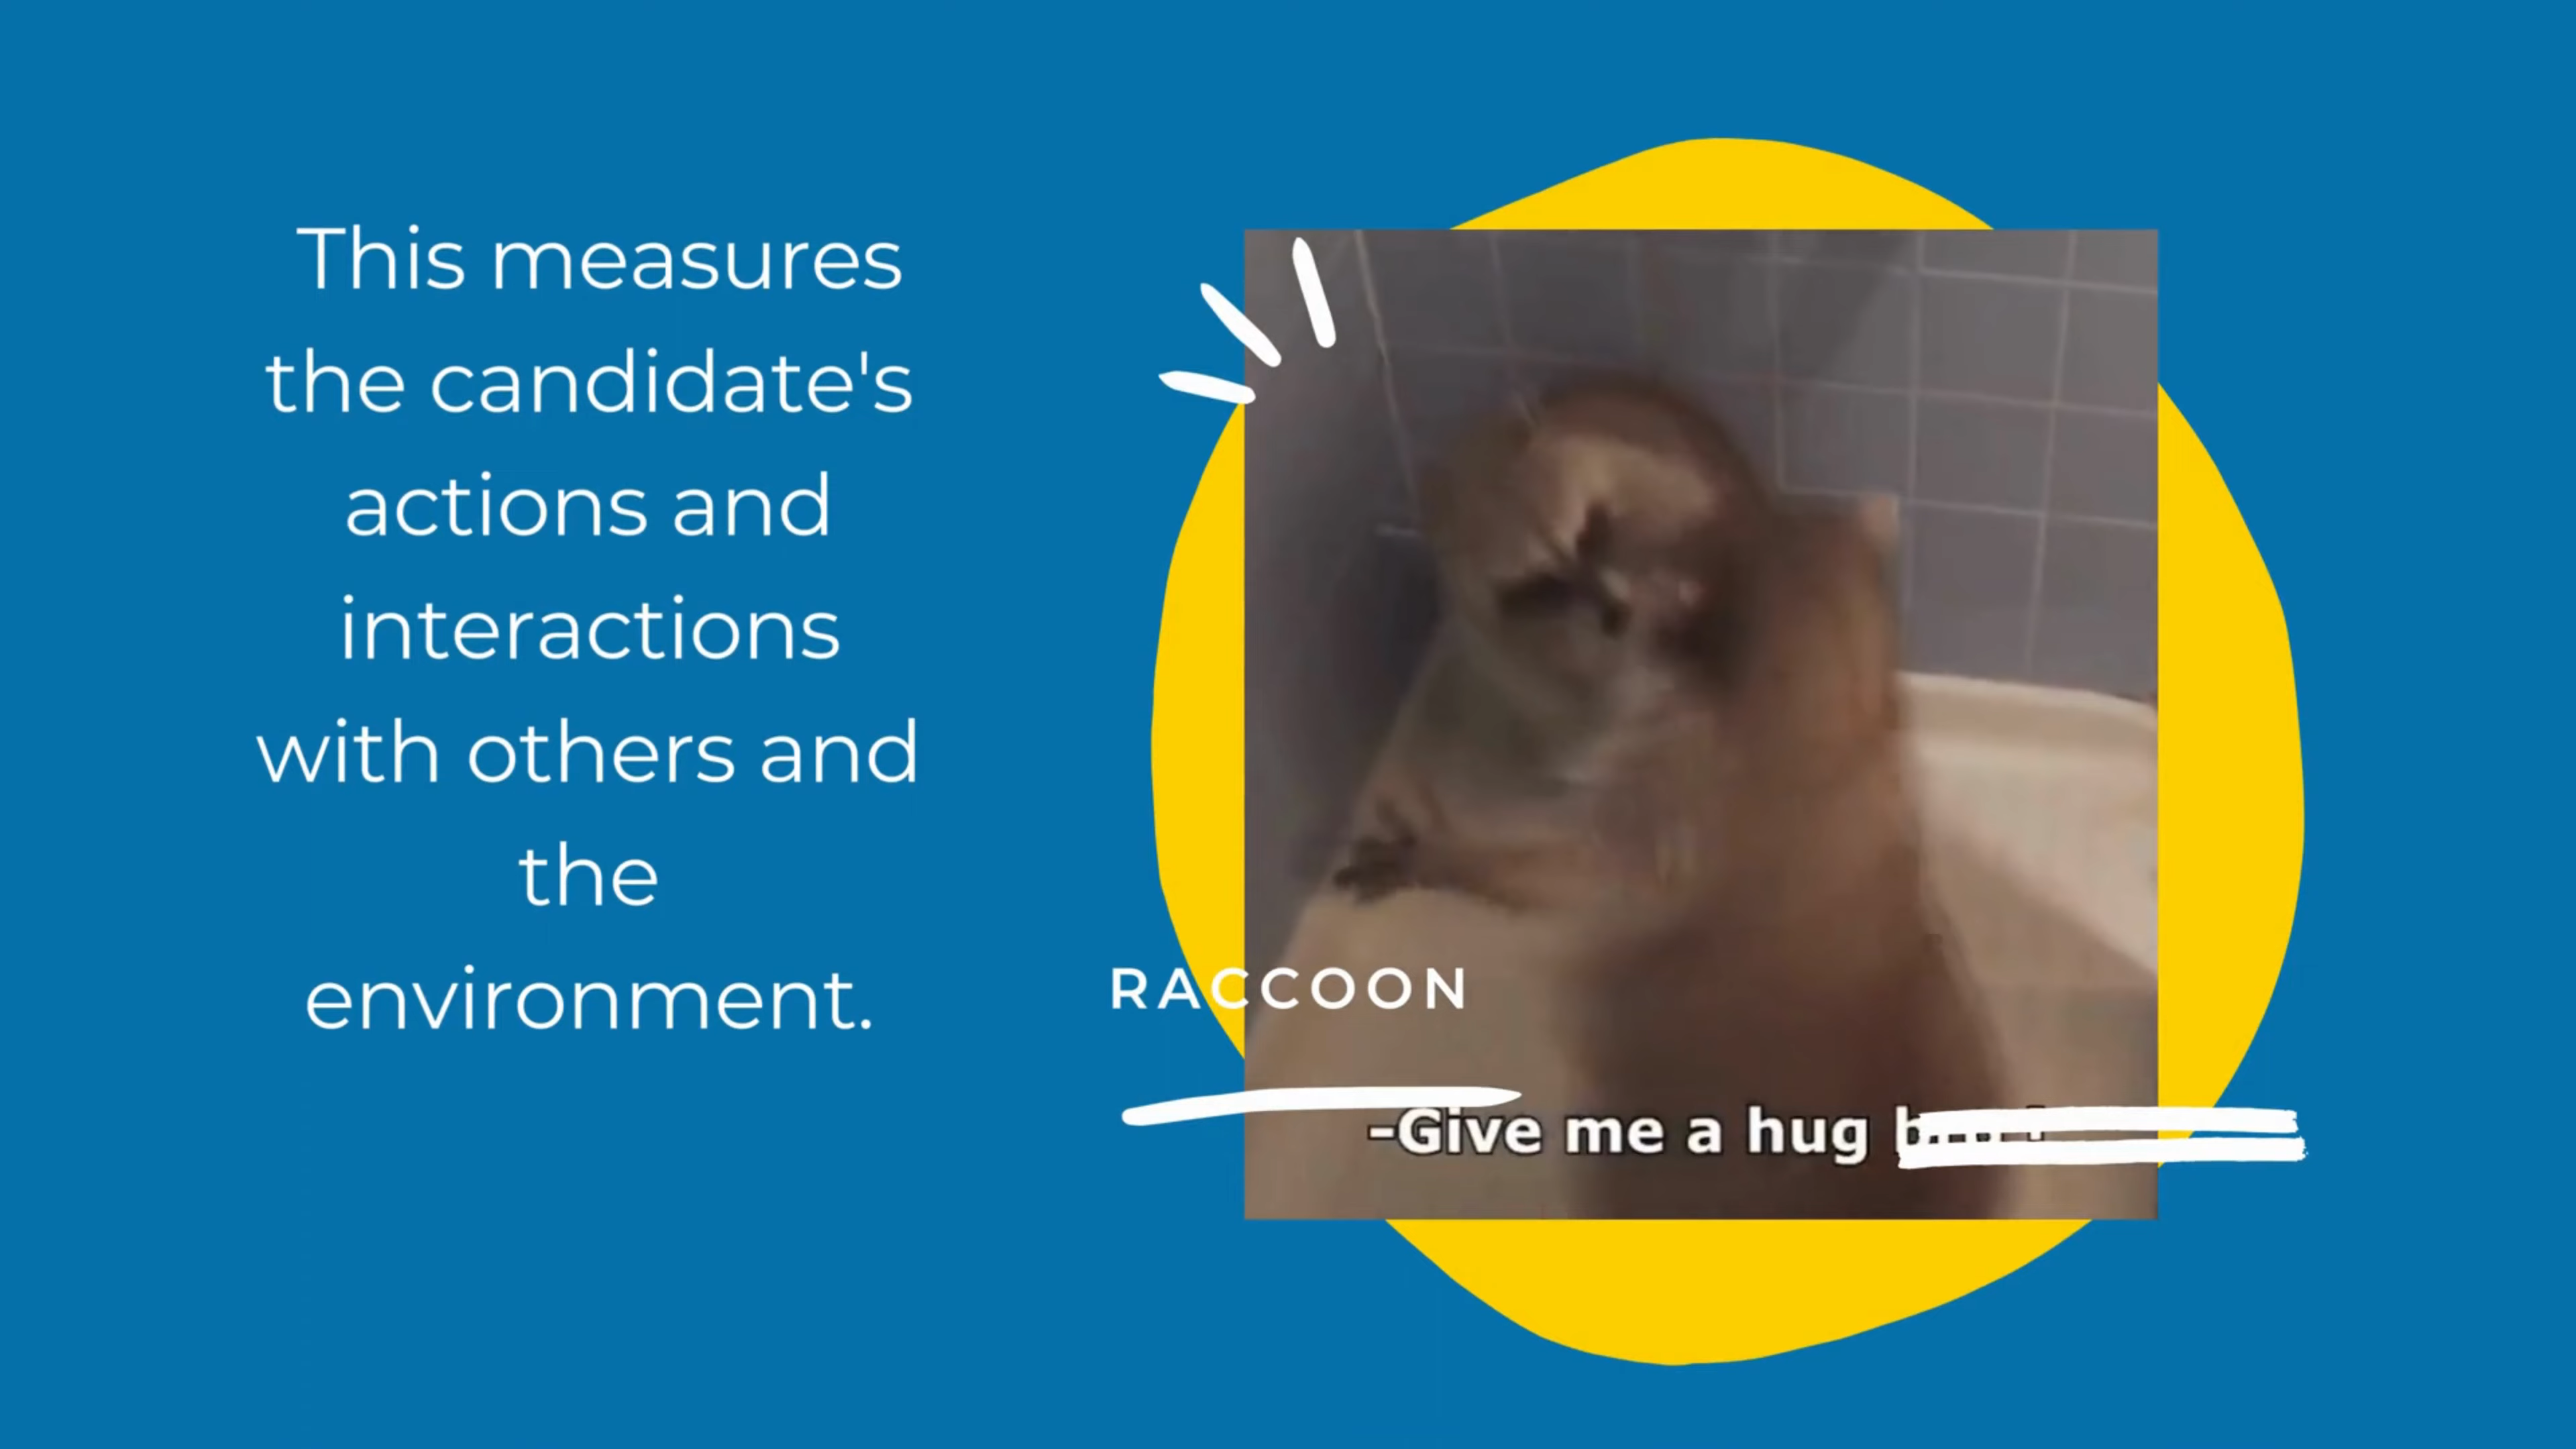 This measures
the candidate's
actions and
interactions
with others and
the
environment.
RACCOON
-Give me a hug